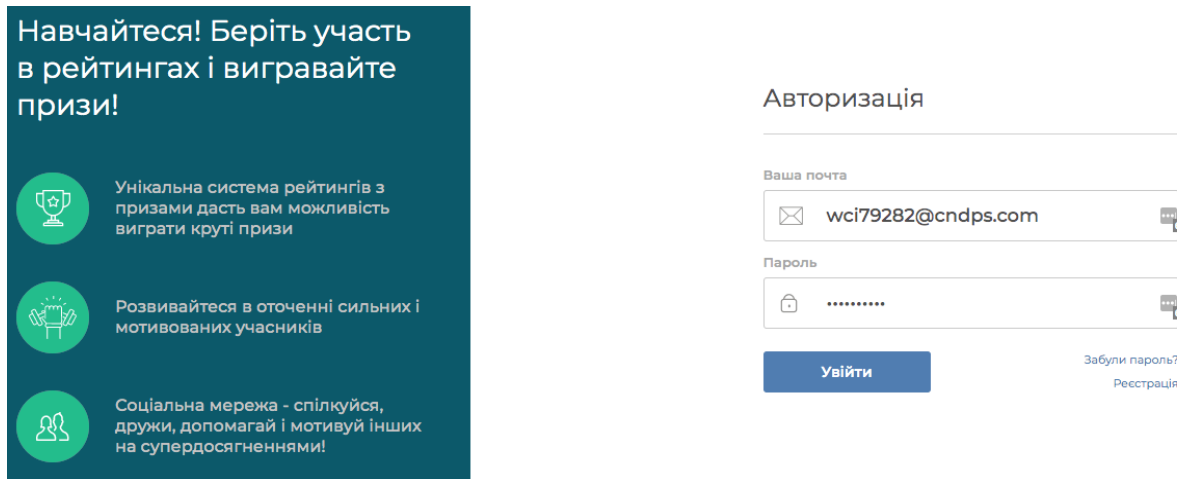 Навчайтеся! Беріть участь
в рейтингах і вигравайте
призи!
Унікальна система рейтингів з
призами дасть вам можливість
виграти круті призи
Розвивайтеся в оточенні сильних і
мотивованих учасників
Соціальна мережа - спілкуйся,
дружи, допомагай і мотивуй інших
на супердосягненнями!
Авторизація
Ваша почта
wci79282@cndps.com
Пароль
••••••••••
Увійти
Забули пароль?
Реєстрація